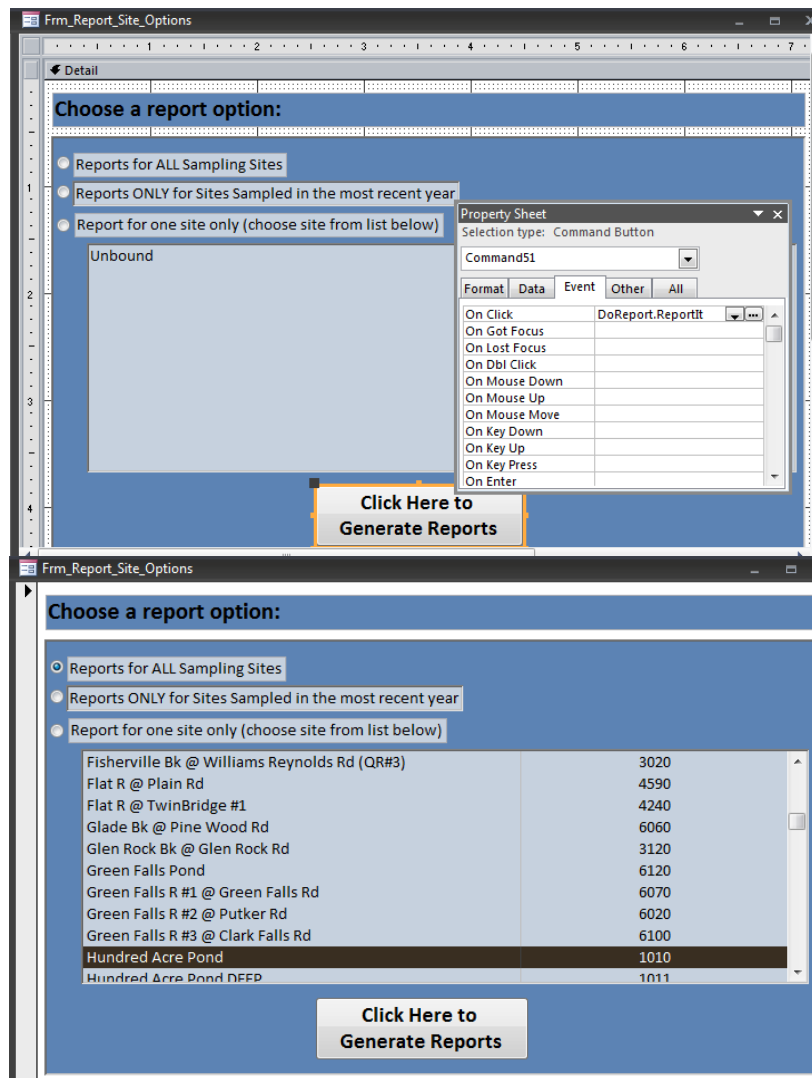 Frm_Report_Site_Options
1 2 3 4 5 6 7
Detail
Choose a report option:
Reports for ALL Sampling Sites
1
Reports ONLY for Sites Sampled in the most recent year
Report for one site only (choose site from list below)
Unbound
2
3
4
Property Sheet
Selection type: Command Button
Command51
Format Data Event Other All
On Click DoReport.ReportIt
On Got Focus
On Lost Focus
On Dbl Click
On Mouse Down
On Mouse Up
On Mouse Move
On Key Down
On Key Up
On Key Press
On Enter
Click Here to
Generate Reports
Frm_Report_Site_Options
Choose a report option:
Reports for ALL Sampling Sites
Reports ONLY for Sites Sampled in the most recent year
Report for one site only (choose site from list below)
Fisherville Bk @ Williams Reynolds Rd (QR#3) 3020
Flat R @ Plain Rd 4590
Flat R @ TwinBridge #1 4240
Glade Bk @ Pine Wood Rd 6060
Glen Rock Bk @ Glen Rock Rd 3120
Green Falls Pond 6120
Green Falls R #1 @ Green Falls Rd 6070
Green Falls R #2 @ Putker Rd 6020
Green Falls R #3 @ Clark Falls Rd 6100
Hundred Acre Pond 1010
Hundred Acre Pond DEEP 1011
Click Here to
Generate Reports